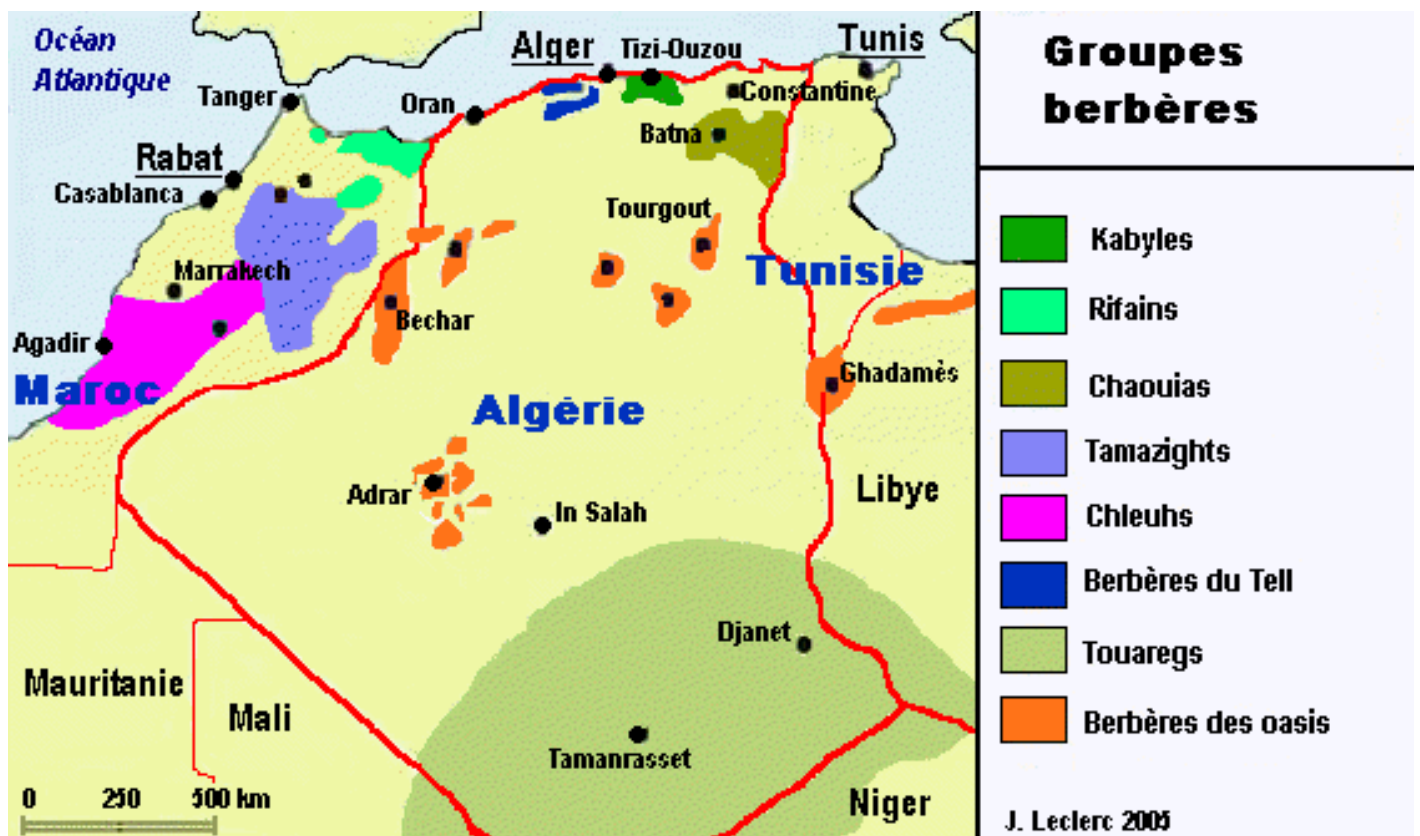 Océan
Atlantique
Alger
Tizi-Ouzou
Tunis
Tanger
Oran
Constantine
Batna
Rabat
Casablanca
Tourgout
Marrakech
Tunisie
Bechar
Agadir
Ghadamès
Maroc
Algérie
Adrar
In Salah
Libye
Djanet
Mauritanie
Mali
Tamanrasset
Niger
0 250 500 km
Groupes
berbères
Kabyles
Rifains
Chaouias
Tamazights
Chleuhs
Berbères du Tell
Touaregs
Berbères des oasis
J. Leclerc 2005